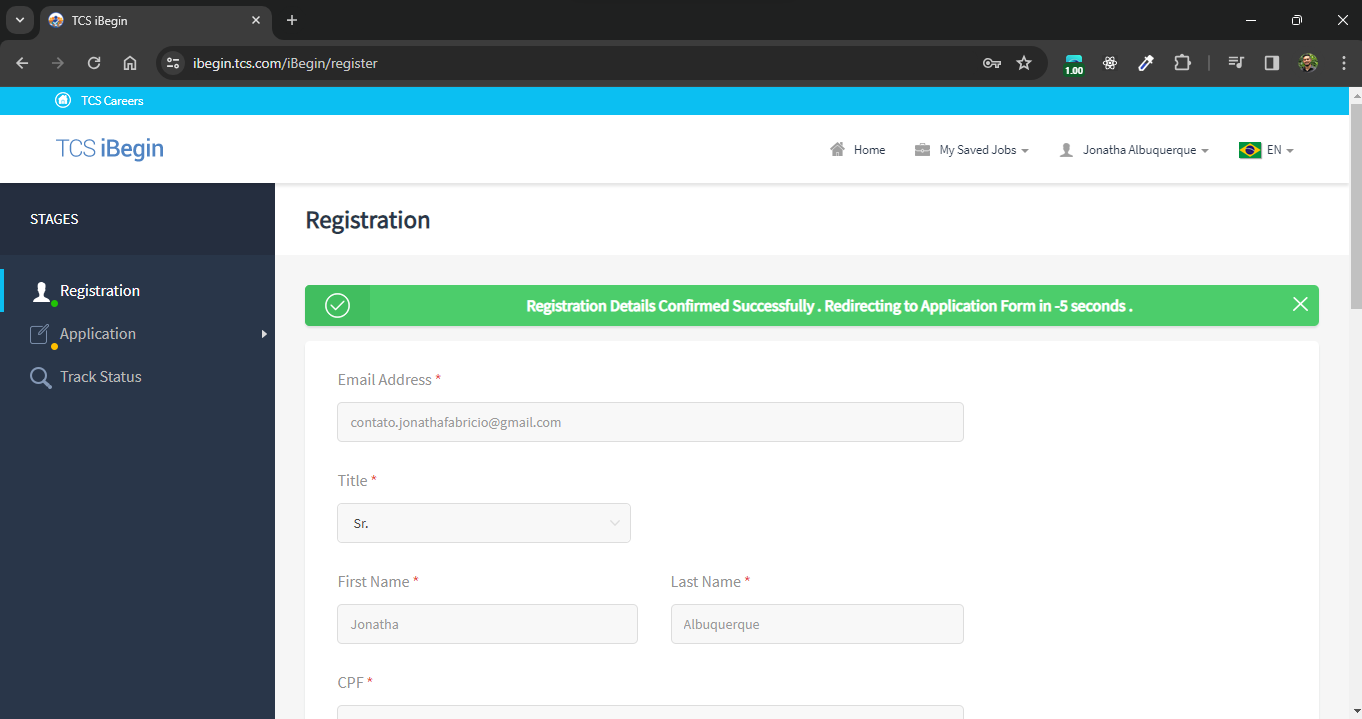 TCS iBegin
ibegin.tcs.com/iBegin/register
1.00
TCS Careers
TCS iBegin
Home
My Saved Jobs
Jonatha Albuquerque
EN
STAGES
Registration
Application
Track Status
Registration
Registration Details Confirmed Successfully . Redirecting to Application Form in -5 seconds .
Email Address *
contato.jonathafabricio@gmail.com
Title *
Sr.
First Name *
Last Name *
Jonatha
Albuquerque
CPF *